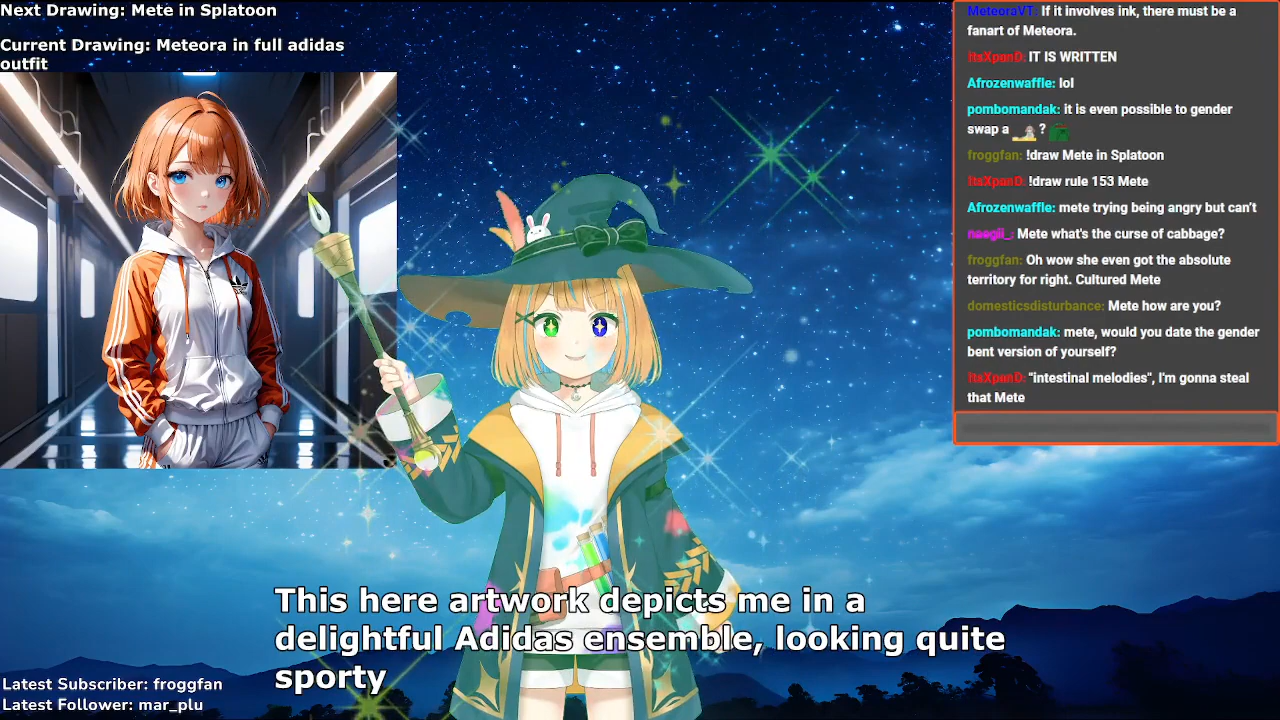 Next Drawing: Mete in Splatoon
Current Drawing: Meteora in full adidas
outfit
MeteoraVT: If it involves ink, there must be a
fanart of Meteora.
ItsXpanD: IT IS WRITTEN
Afrozenwaffle: lol
pombomandak: it is even possible to gender
swap a ?
froggfan: !draw Mete in Splatoon
ItsXpanD: !draw rule 153 Mete
Afrozenwaffle: mete trying being angry but can't
naegii_: Mete what's the curse of cabbage?
froggfan: Oh wow she even got the absolute
territory for right. Cultured Mete
domesticsdisturbance: Mete how are you?
pombomandak: mete, would you date the gender
bent version of yourself?
ItsXpanD: "intestinal melodies", I'm gonna steal
that Mete
This here artwork depicts me in a
delightful Adidas ensemble, looking quite
sporty
Latest Subscriber: froggfan
Latest Follower: mar_plu